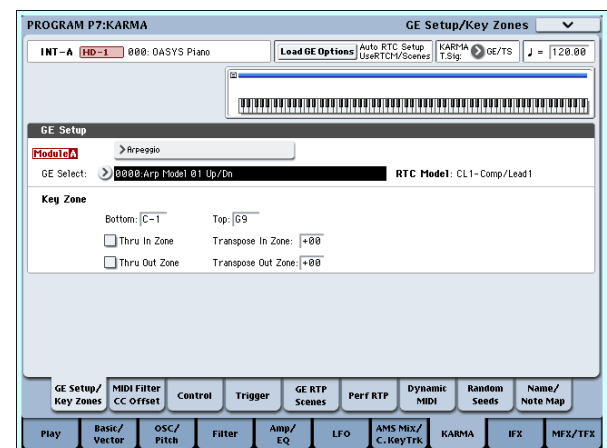 PROGRAM P7:KARMA GE Setup/Key Zones
INT-A HD-1 000: OASYS Piano Load GE Options Auto RTC Setup UseRTCM/Scenes KARMA T.Sig: GE/TS ♩ = 120.00
GE Setup
Module A Arpeggio
GE Select: 0000:Arp Model 01 Up/Dn RTC Model: CL1-Comp/Lead1
Key Zone
Bottom: C-1 Top: G9
Thru In Zone Transpose In Zone: +00
Thru Out Zone Transpose Out Zone: +00
GE Setup/ Key Zones MIDI Filter CC Offset Control Trigger GE RTP Scenes Perf RTP Dynamic MIDI Random Seeds Name/ Note Map
Play Basic/ Vector OSC/ Pitch Filter Amp/ EQ LFO AMS Mix/ C.KeyTrk KARMA IFX MFX/TFX